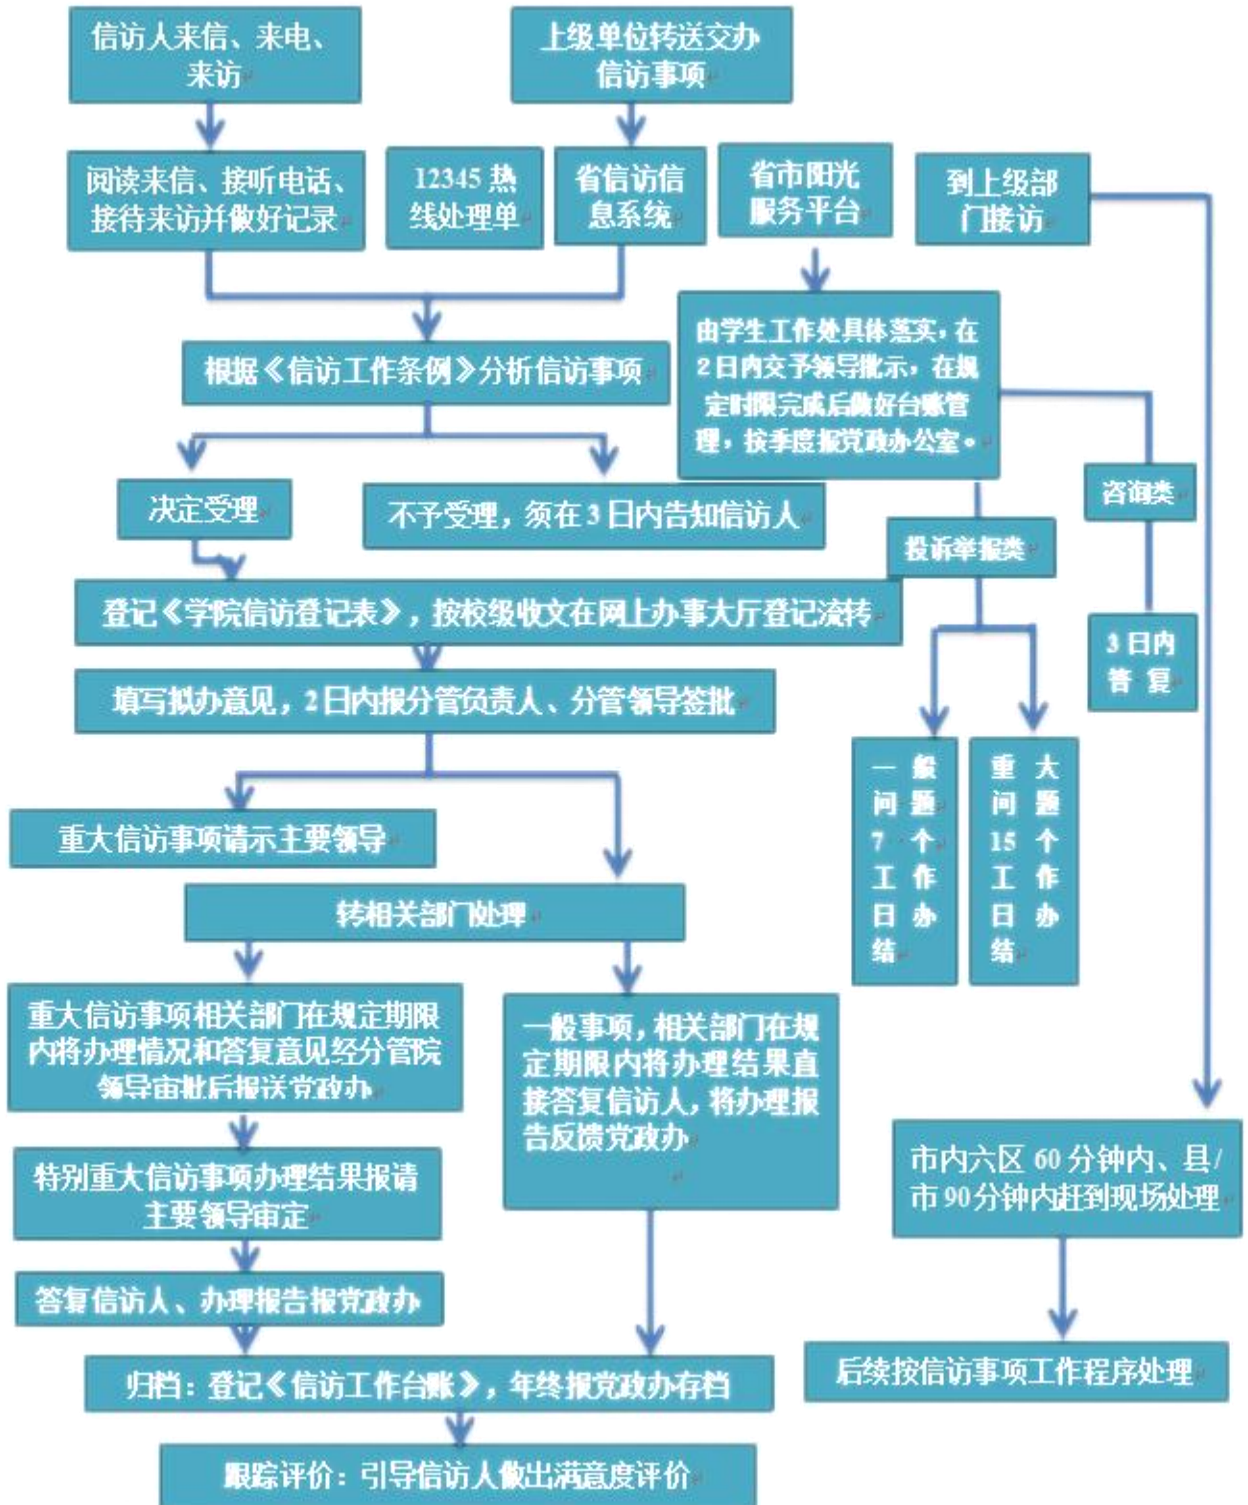 信访人来信、来电、
来访
上级单位转送交办
信访事项
阅读来信、接听电话、
接待来访并做好记录
12345 热
线处理单
省信访信
息系统
省市阳光
服务平台
到上级部
门接访
由学生工作处具体落实，在
2日内交予领导批示，在规
定时限完成后做好台账管
理，按季度报党政办公室。
根据《信访工作条例》分析信访事项
决定受理
不予受理，须在 3 日内告知信访人
咨询类
投诉举报类
登记《学院信访登记表》，按校级收文在网上办事大厅登记流转
3 日内
答 复
填写拟办意见，2 日内报分管负责人、分管领导签批
一 般
问 题
7 个
工 作
日 办
结
重 大
问 题
15 个
工 作
日 办
结
重大信访事项请示主要领导
转相关部门处理
重大信访事项相关部门在规定期限
内将办理情况和答复意见经分管院
领导审批后报送党政办
一般事项，相关部门在规
定期限内将办理结果直
接答复信访人，将办理报
告反馈党政办
特别重大信访事项办理结果报请
主要领导审定
市内六区 60 分钟内、县/
市 90分钟内赶到现场处理
答复信访人、办理报告报党政办
后续按信访事项工作程序处理
归档：登记《信访工作台账》，年终报党政办存档
跟踪评价：引导信访人做出满意度评价